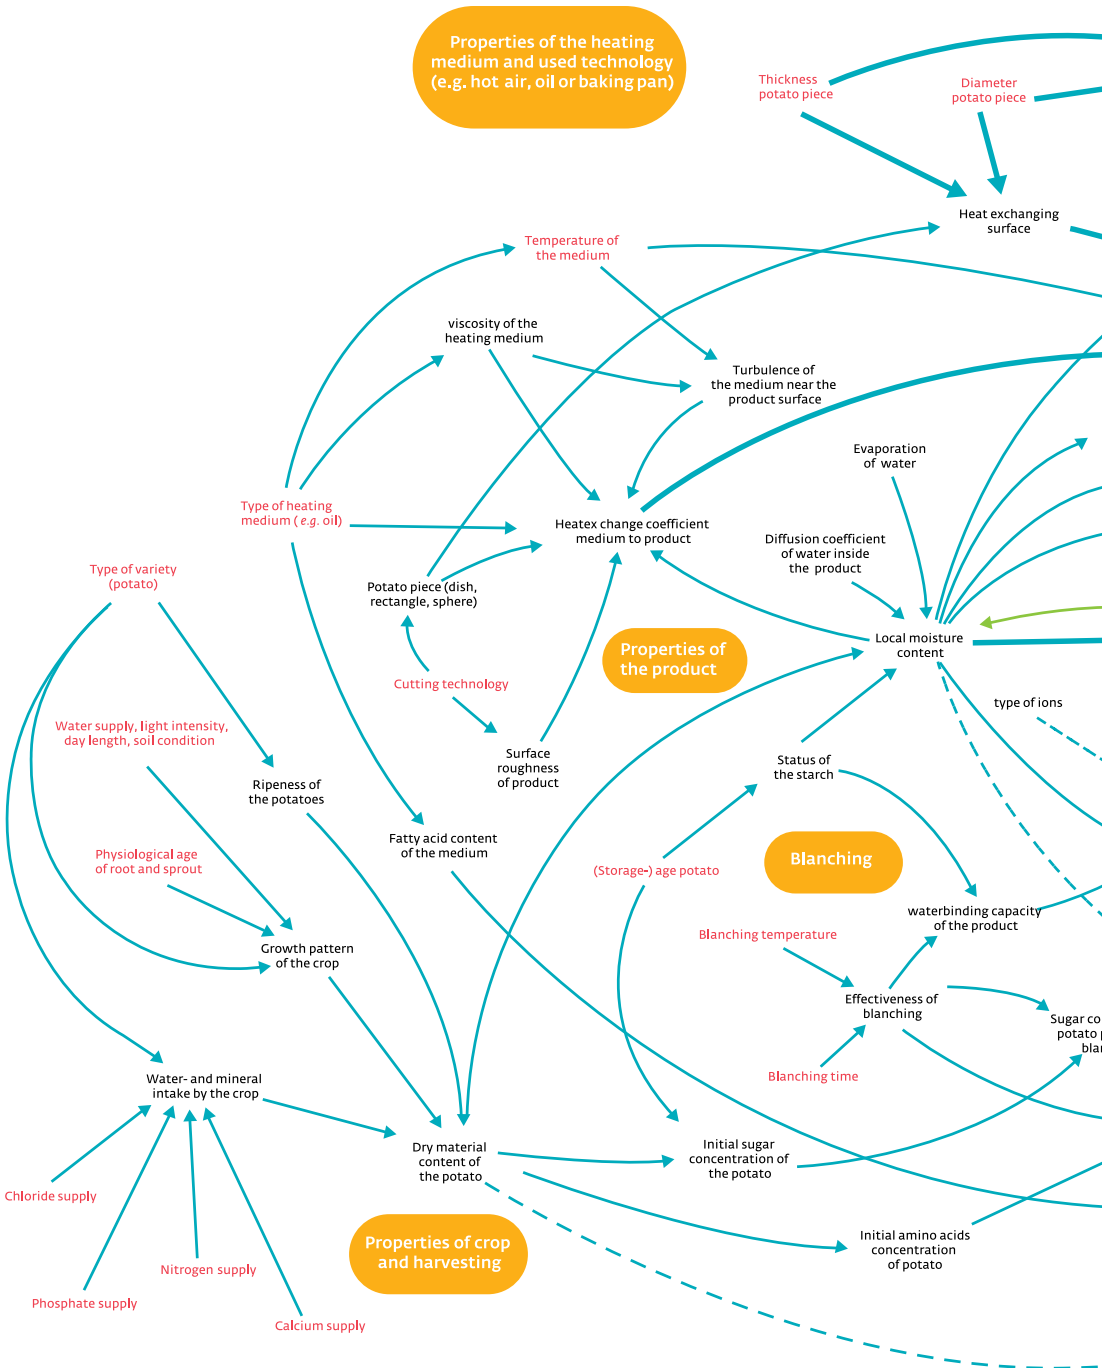 Properties of the heating
medium and used technology
(e.g. hot air, oil or baking pan)
Thickness
potato piece
Diameter
potato piece
Heat exchanging
surface
Temperature of
the medium
viscosity of the
heating medium
Turbulence of
the medium near the
product surface
Evaporation
of water
Type of heating
medium ( e.g. oil)
Heatex change coefficient
medium to product
Diffusion coefficient
of water inside
the product
Type of variety
(potato)
Potato piece (dish,
rectangle, sphere)
Properties of
the product
Local moisture
content
Cutting technology
type of ions
Water supply, light intensity,
day length, soil condition
Surface
roughness
of product
Status of
the starch
Ripeness of
the potatoes
Fatty acid content
of the medium
Physiological age
of root and sprout
(Storage-) age potato
Blanching
waterbinding capacity
of the product
Blanching temperature
Growth pattern
of the crop
Effectiveness of
blanching
Sugar co
potato
blan
Blanching time
Water- and mineral
intake by the crop
Dry material
content of
the potato
Initial sugar
concentration of
the potato
Chloride supply
Properties of crop
and harvesting
Initial amino acids
concentration
of potato
Nitrogen supply
Phosphate supply
Calcium supply